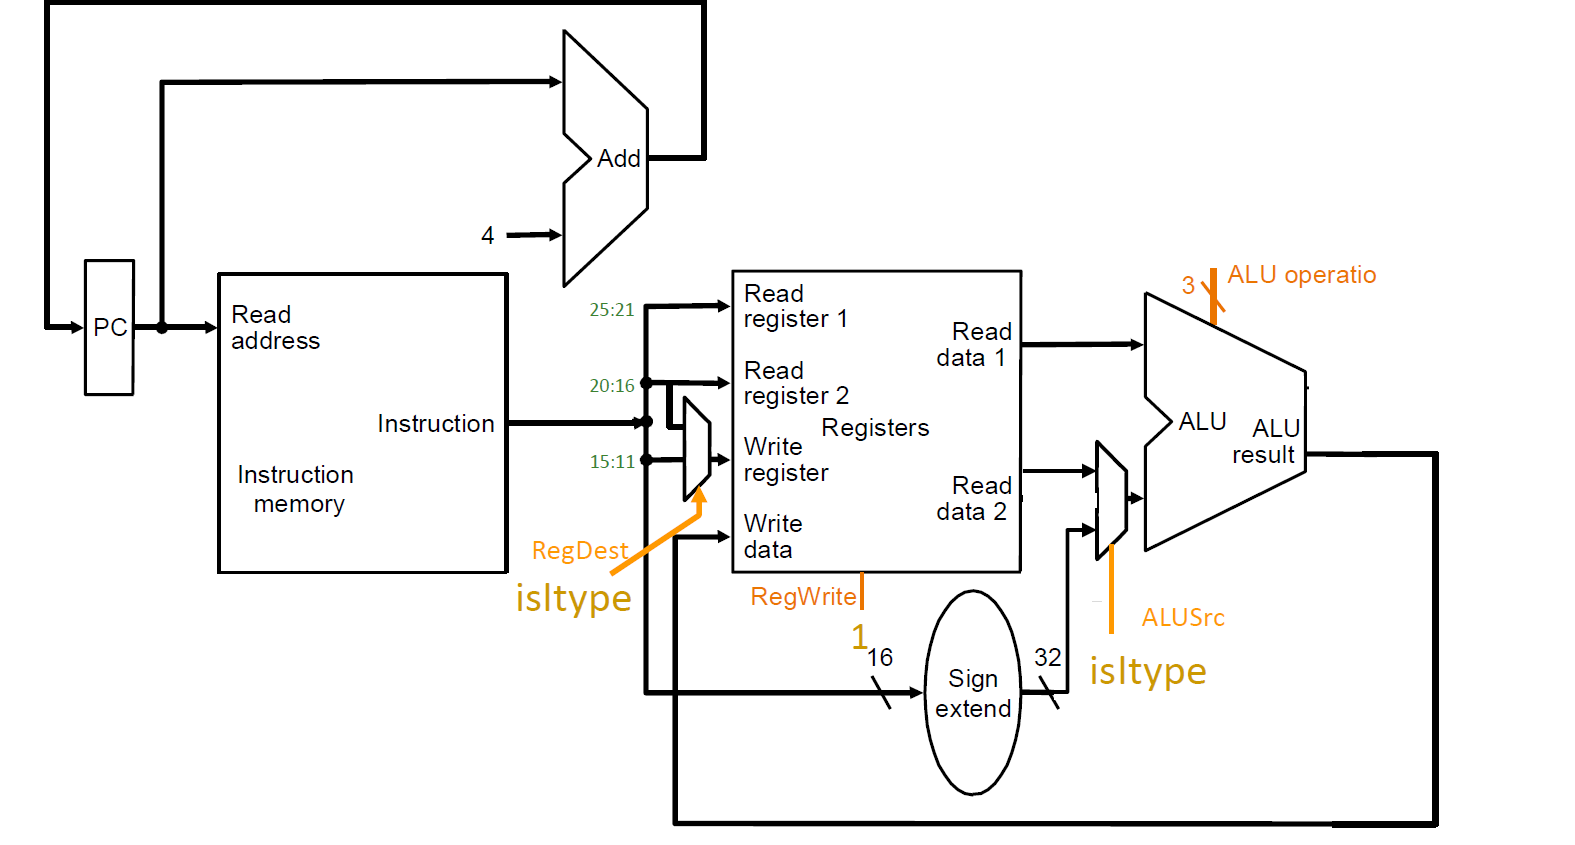 Add
4
PC
Read
address
Instruction
Instruction
memory
25:21
20:16
15:11
RegDest
isItype
Read
register 1
Read
register 2
Registers
Write
register
Write
data
Read
data 1
Read
data 2
RegWrite
1
16
Sign
extend
32
ALUSrc
isItype
3
ALU operatio
ALU
ALU
result